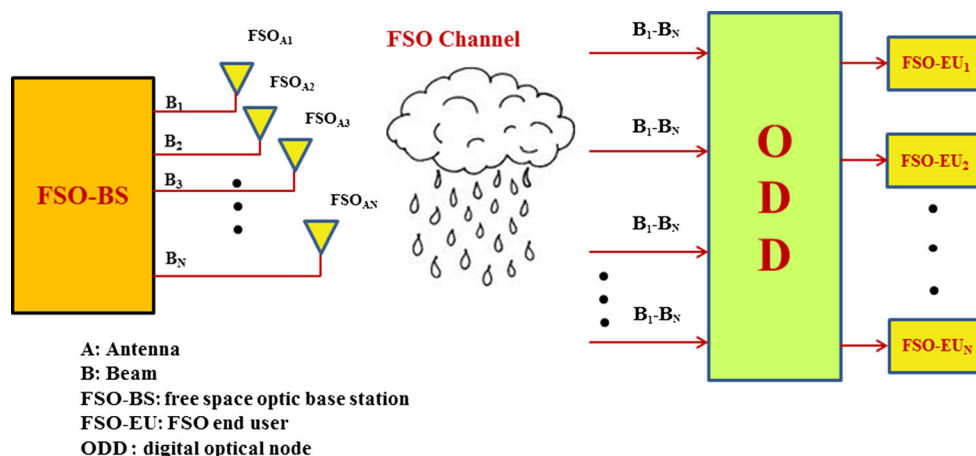 FSO Channel
FSO-BS
B1
B2
B3
BN
FSOA1
FSOA2
FSOA3
FSOAN
B1-BN
B1-BN
B1-BN
B1-BN
O
D
D
FSO-EU1
FSO-EU2
FSO-EUN
A: Antenna
B: Beam
FSO-BS: free space optic base station
FSO-EU: FSO end user
ODD : digital optical node